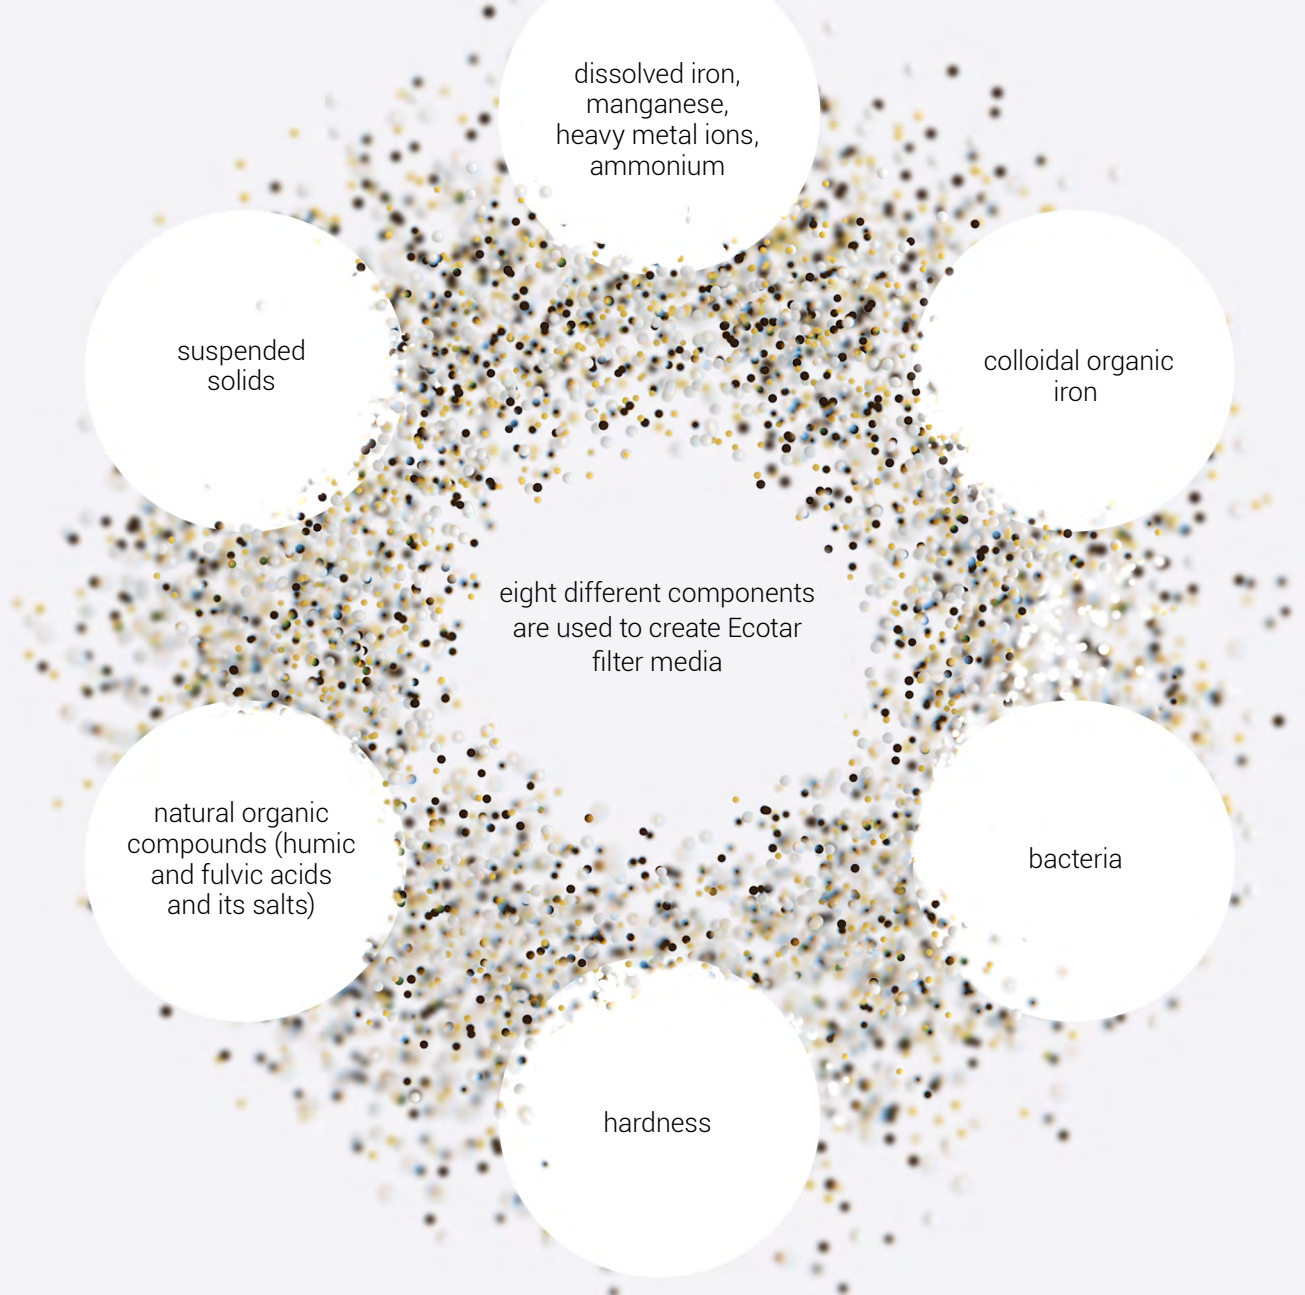 dissolved iron,
manganese,
heavy metal ions,
ammonium
suspended
solids
colloidal organic
iron
eight different components
are used to create Ecotar
filter media
natural organic
compounds (humic
and fulvic acids
and its salts)
bacteria
hardness